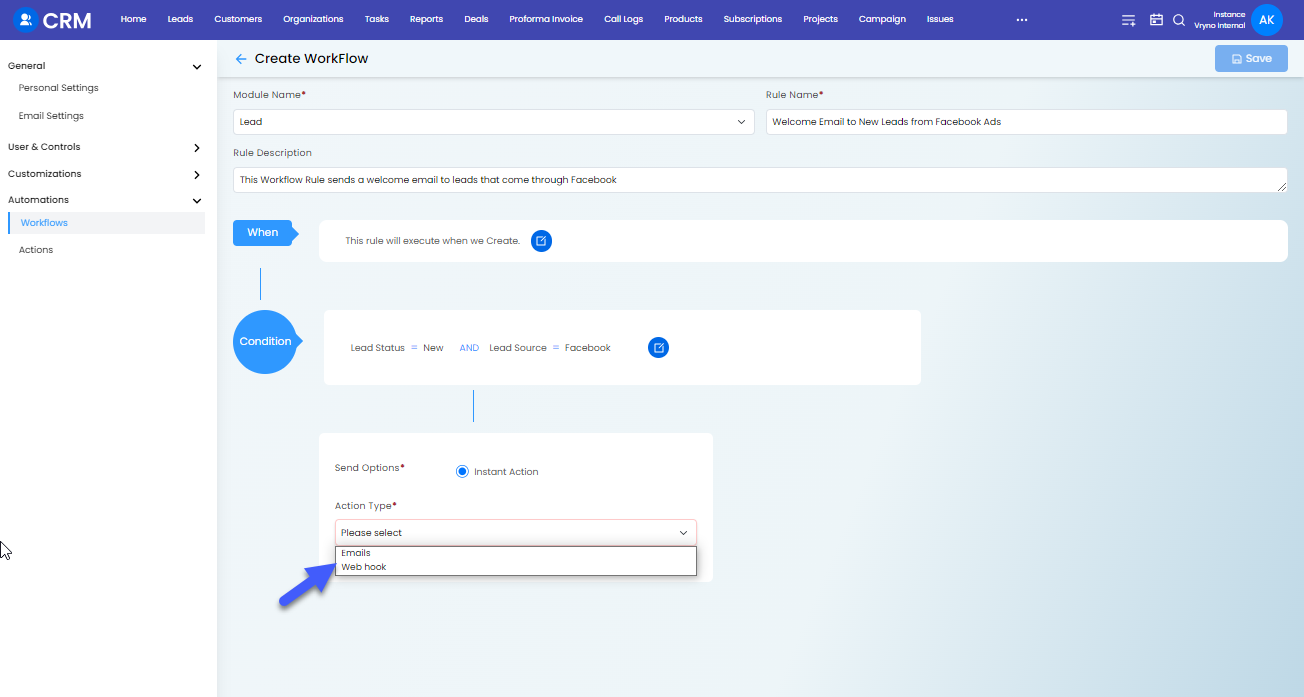 CRM Home Leads Customers Organizations Tasks Reports Deals Proforma Invoice Call Logs Products Subscriptions Projects Campaign Issues ... Instance AK
Vryno Internal
General
Personal Settings
Email Settings
User & Controls
Customizations
Automations
Workflows
Actions
Create WorkFlow Save
Module Name* Rule Name*
Lead Welcome Email to New Leads from Facebook Ads
Rule Description
This Workflow Rule sends a welcome email to leads that come through Facebook
When This rule will execute when we Create.
Condition Lead Status = New AND Lead Source = Facebook
Send Options* Instant Action
Action Type*
Please select
Emails
Web hook